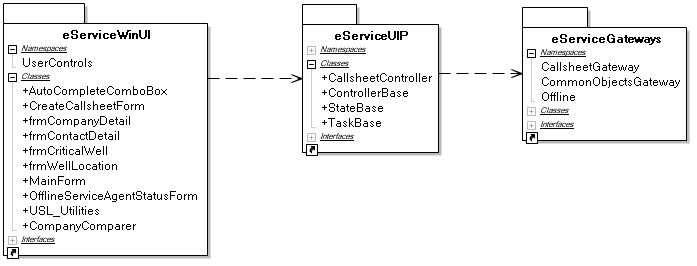 eServiceWinUI
Namespaces
UserControls
Classes
+AutoCompleteComboBox
+CreateCallsheetForm
+frmCompanyDetail
+frmContactDetail
+frmCriticalWell
+frmWellLocation
+MainForm
+OfflineServiceAgentStatusForm
+USL_Utilities
+CompanyComparer
Interfaces
eServiceUIP
Namespaces
Classes
+CallsheetController
+ControllerBase
+StateBase
+TaskBase
Interfaces
eServiceGateways
Namespaces
CallsheetGateway
CommonObjectsGateway
Offline
Classes
Interfaces